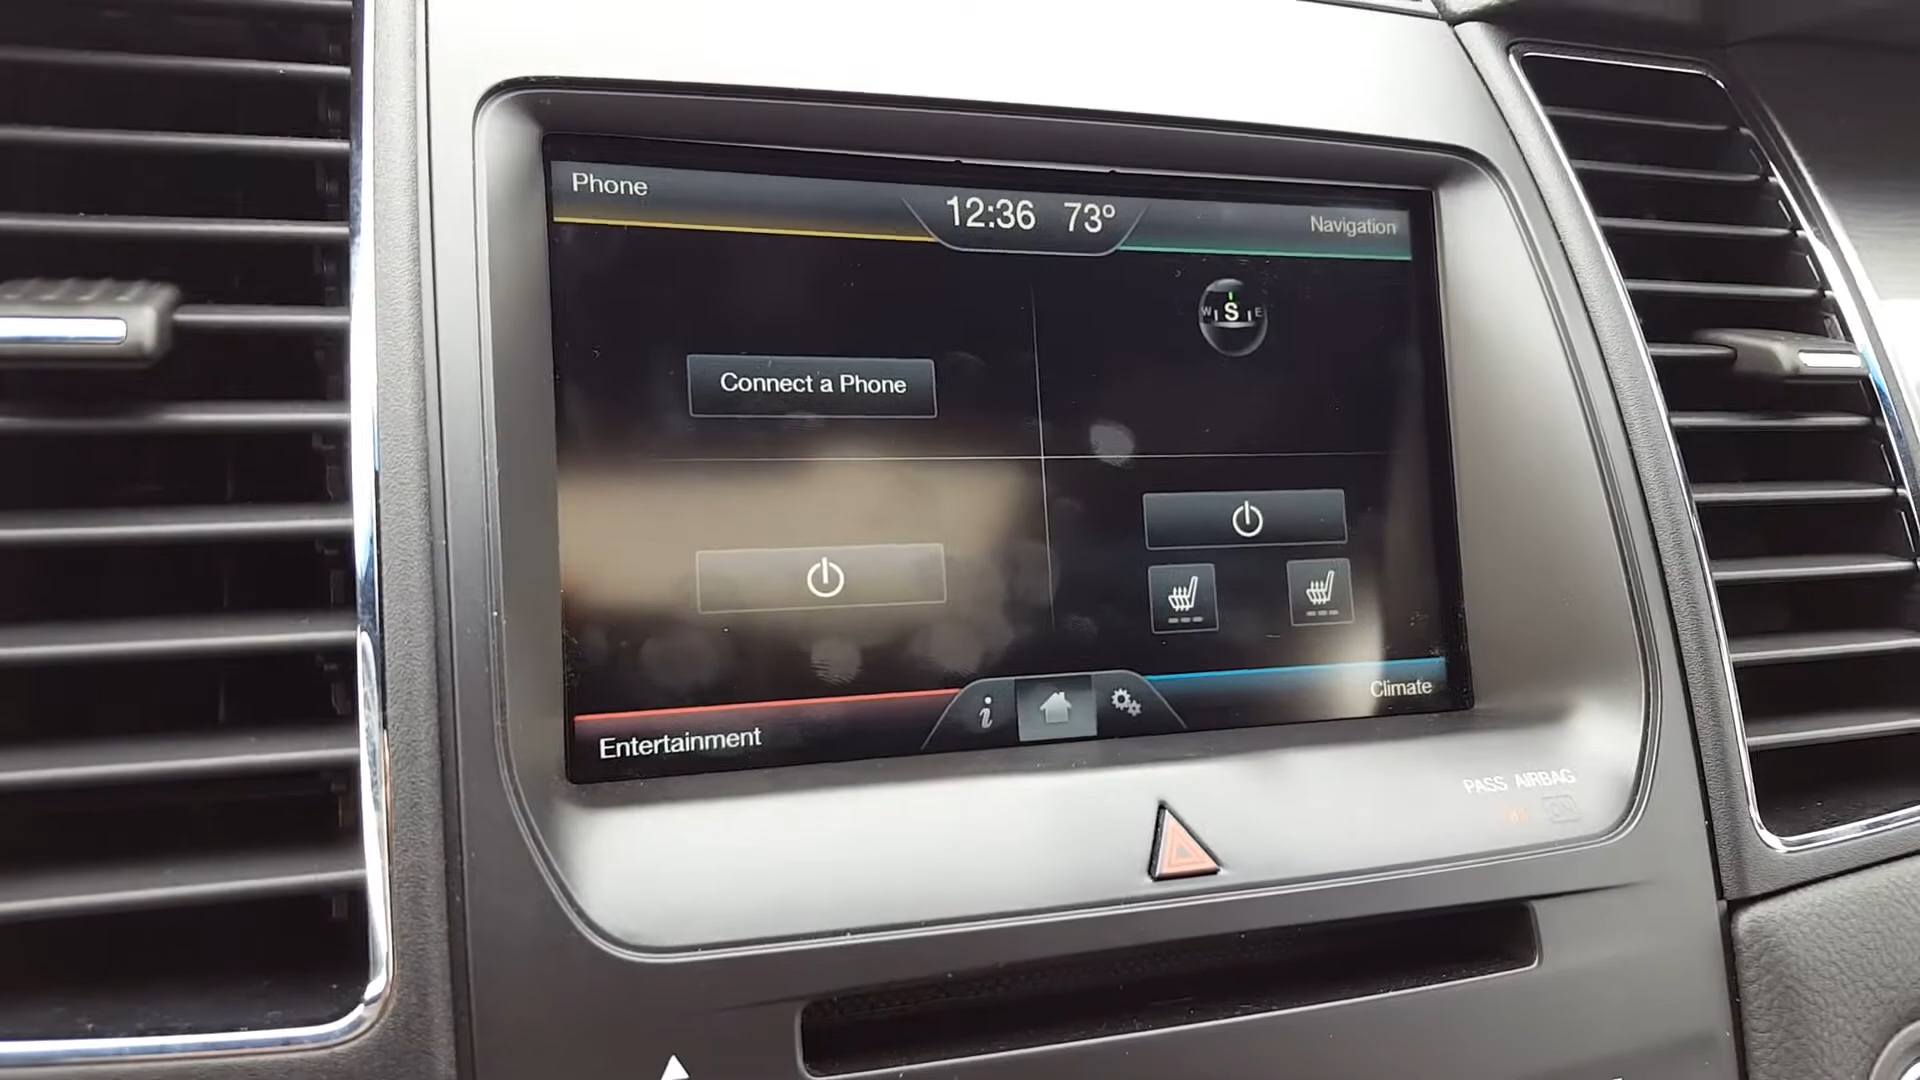 Phone
12:36 73°
Navigation
W S E
Connect a Phone
i
Climate
Entertainment
PASS AIRBAG